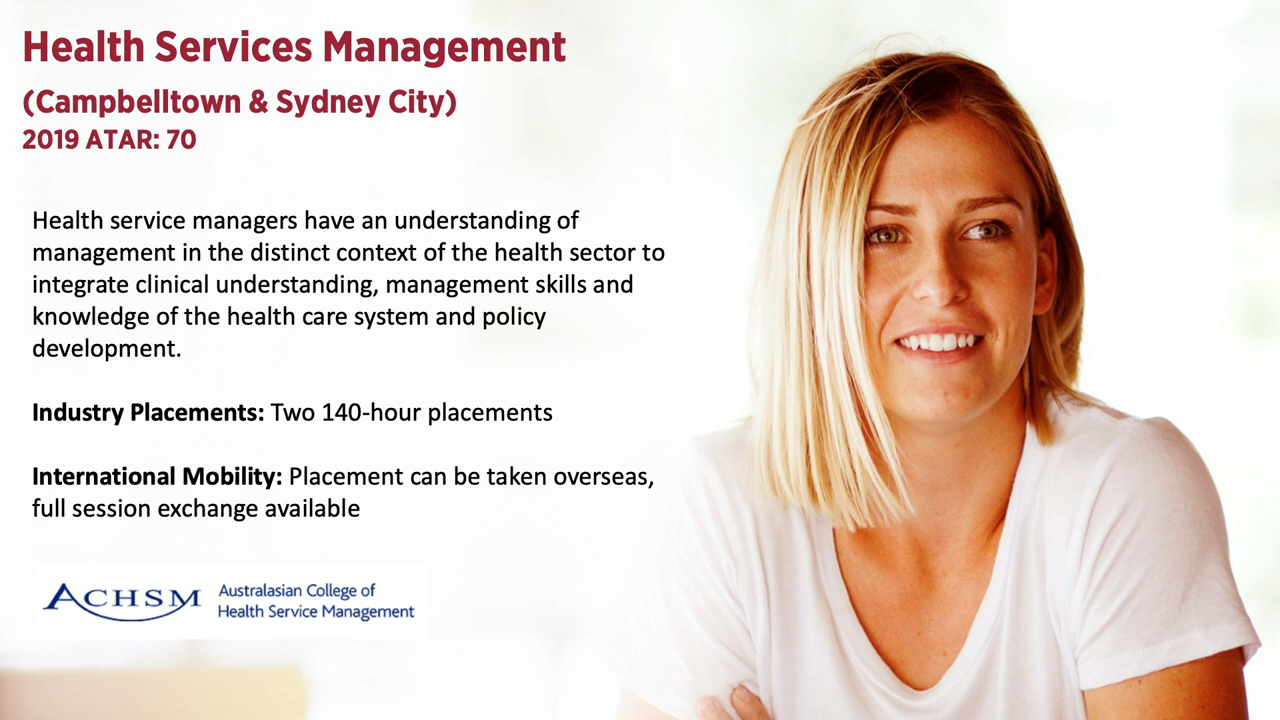 Health Services Management
(Campbelltown & Sydney City)
2019 ATAR: 70
Health service managers have an understanding of
management in the distinct context of the health sector to
integrate clinical understanding, management skills and
knowledge of the health care system and policy
development.
Industry Placements: Two 140-hour placements
International Mobility: Placement can be taken overseas,
full session exchange available
ACHSM
Australasian College of
Health Service Management